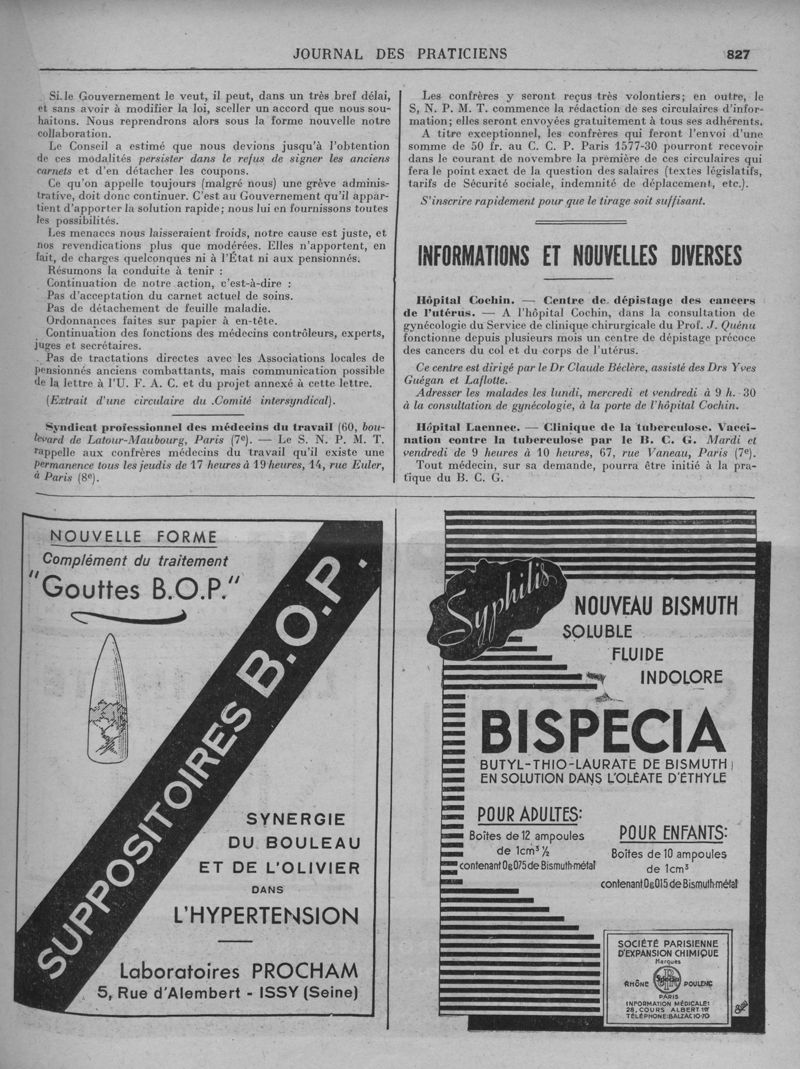 JOURNAL DES PRATICIENS
827
Si le Gouvernement le veut, il peut, dans un très bref délai,
et sans avoir à modifier la loi, sceller un accord que nous sou-
haitons. Nous reprendrons alors sous la forme nouvelle notre
collaboration.
Le Conseil a estimé que nous devions jusqu'à l'obtention
de ces modalités persister dans le refus de signer les anciens
carnets et d'en détacher les coupons.
Ce qu'on appelle toujours (malgré nous) une grève adminis-
trative, doit donc continuer. C'est au Gouvernement qu'il appar-
tient d'apporter la solution rapide; nous lui en fournissons toutes
les possibilités.
Les menaces nous laisseraient froids, notre cause est juste, et
nos revendications plus que modérées. Elles n'apportent, en
fait, de charges quelconques ni à l'État ni aux pensionnés.
Résumons la conduite à tenir :
Continuation de notre action, c'est-à-dire :
Pas d'acceptation du carnet actuel de soins.
Pas de détachement de feuille maladie.
Ordonnances faites sur papier à en-tête.
Continuation des fonctions des médecins contrôleurs, experts,
juges et secrétaires.
Pas de tractations directes avec les Associations locales de
pensionnés anciens combattants, mais communication possible
de la lettre à l'U. F. A. C. et du projet annexé à cette lettre.
(Extrait d'une circulaire du Comité intersyndical).
Syndicat professionnel des médecins du travail (60, bou-
levard de Latour-Maubourg, Paris (7e). — Le S. N. P. M. T.
rappelle aux confrères médecins du travail qu'il existe une
permanence tous les jeudis de 17 heures à 19 heures, 14, rue Euler,
à Paris (8e).
Les confrères y seront reçus très volontiers; en outre, le
S, N. P. M. T. commence la rédaction de ses circulaires d'infor-
mation; elles seront envoyées gratuitement à tous ses adhérents.
A titre exceptionnel, les confrères qui feront l'envoi d'une
somme de 50 fr. au C. C. P. Paris 1577-30 pourront recevoir
dans le courant de novembre la première de ces circulaires qui
fera le point exact de la question des salaires (textes législatifs,
tarifs de Sécurité sociale, indemnité de déplacement, etc.).
S'inscrire rapidement pour que le tirage soit suffisant.
INFORMATIONS ET NOUVELLES DIVERSES
Hôpital Cochin. — Centre de dépistage des cancers
de l'utérus. — A l'hôpital Cochin, dans la consultation de
gynécologie du Service de clinique chirurgicale du Prof. J. Quénu
fonctionne depuis plusieurs mois un centre de dépistage précoce
des cancers du col et du corps de l'utérus.
Ce centre est dirigé par le Dr Claude Béclère, assisté des Drs Yves
Guégan et Laflotte.
Adresser les malades les lundi, mercredi et vendredi à 9 h. 30
à la consultation de gynécologie, à la porte de l'hôpital Cochin.
Hôpital Laennec. — Clinique de la tuberculose. Vacci-
nation contre la tuberculose par le B. C. G. Mardi et
vendredi de 9 heures à 10 heures, 67, rue Vaneau, Paris (7e).
Tout médecin, sur sa demande, pourra être initié à la pra-
tique du B. C. G.
NOUVELLE FORME
Complément du traitement
"Gouttes B.O.P."
SUPPOSITOIRES B.O.P.
SYNERGIE
DU BOULEAU
ET DE L'OLIVIER
DANS
L'HYPERTENSION
Laboratoires PROCHAM
5, Rue d'Alembert - ISSY (Seine)
Syphilis
NOUVEAU BISMUTH
SOLUBLE
FLUIDE
INDOLORE
BISPECIA
BUTYL-THIO-LAURATE DE BISMUTH
EN SOLUTION DANS L'OLÉATE D'ÉTHYLE
POUR ADULTES:
Boîtes de 12 ampoules
de 1cm³ ½
contenant 0g075 de Bismuth-métal
POUR ENFANTS:
Boîtes de 10 ampoules
de 1cm³
contenant 0g015 de Bismuth-métal
SOCIÉTÉ PARISIENNE
D'EXPANSION CHIMIQUE
Marques
RHÔNE Specia POULENC
PARIS
INFORMATION MÉDICALE:
28, COURS ALBERT 1er
TÉLÉPHONE: BALZAC 10-70